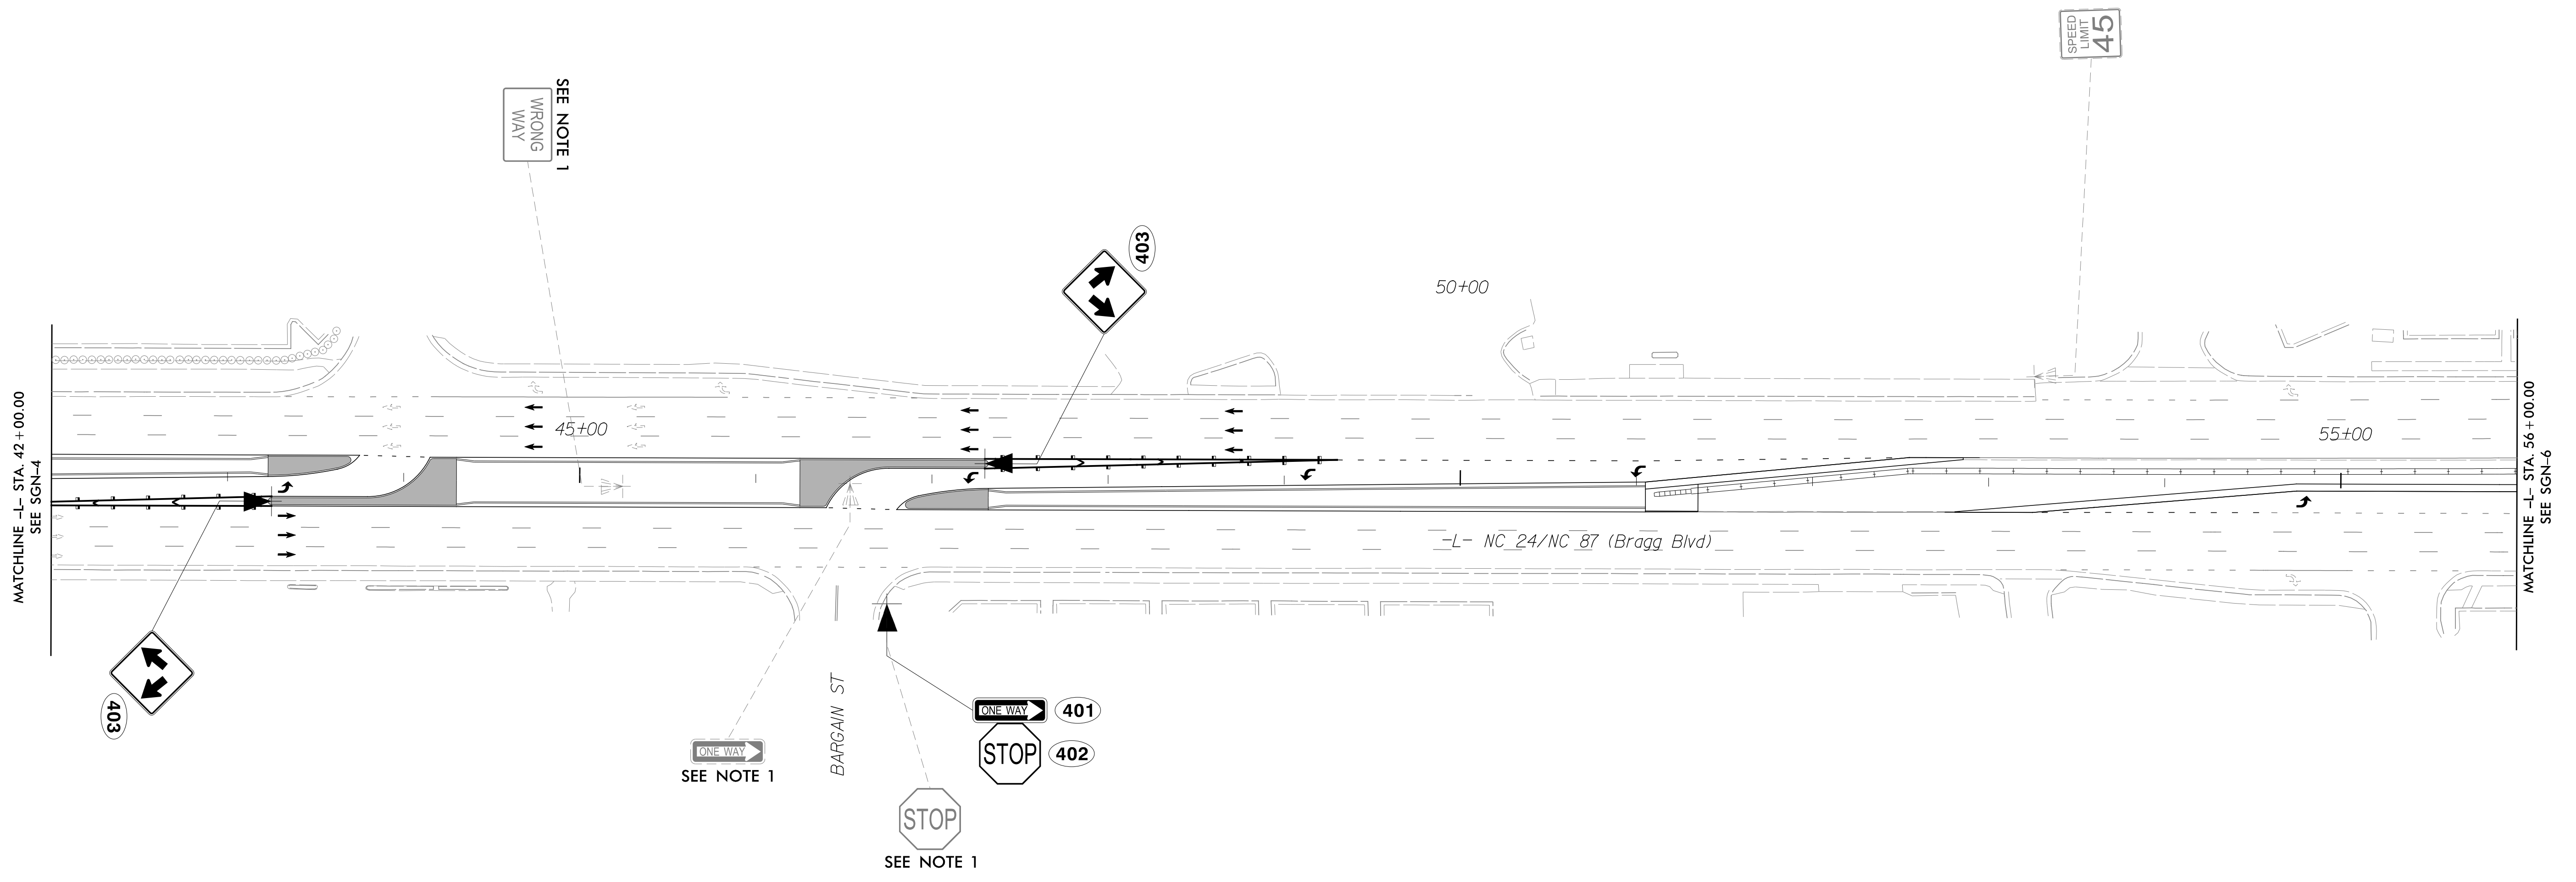 SPEED
LIMIT
45
WRONG
WAY
SEE NOTE 1
403
50+00
45+00
55+00
MATCHLINE -L- STA. 42+00.00
SEE SGN-4
MATCHLINE -L- STA. 56+00.00
SEE SGN-6
-L- NC 24/NC 87 (Bragg Blvd)
403
BARGAIN ST
ONE WAY
401
STOP
402
ONE WAY
SEE NOTE 1
STOP
SEE NOTE 1